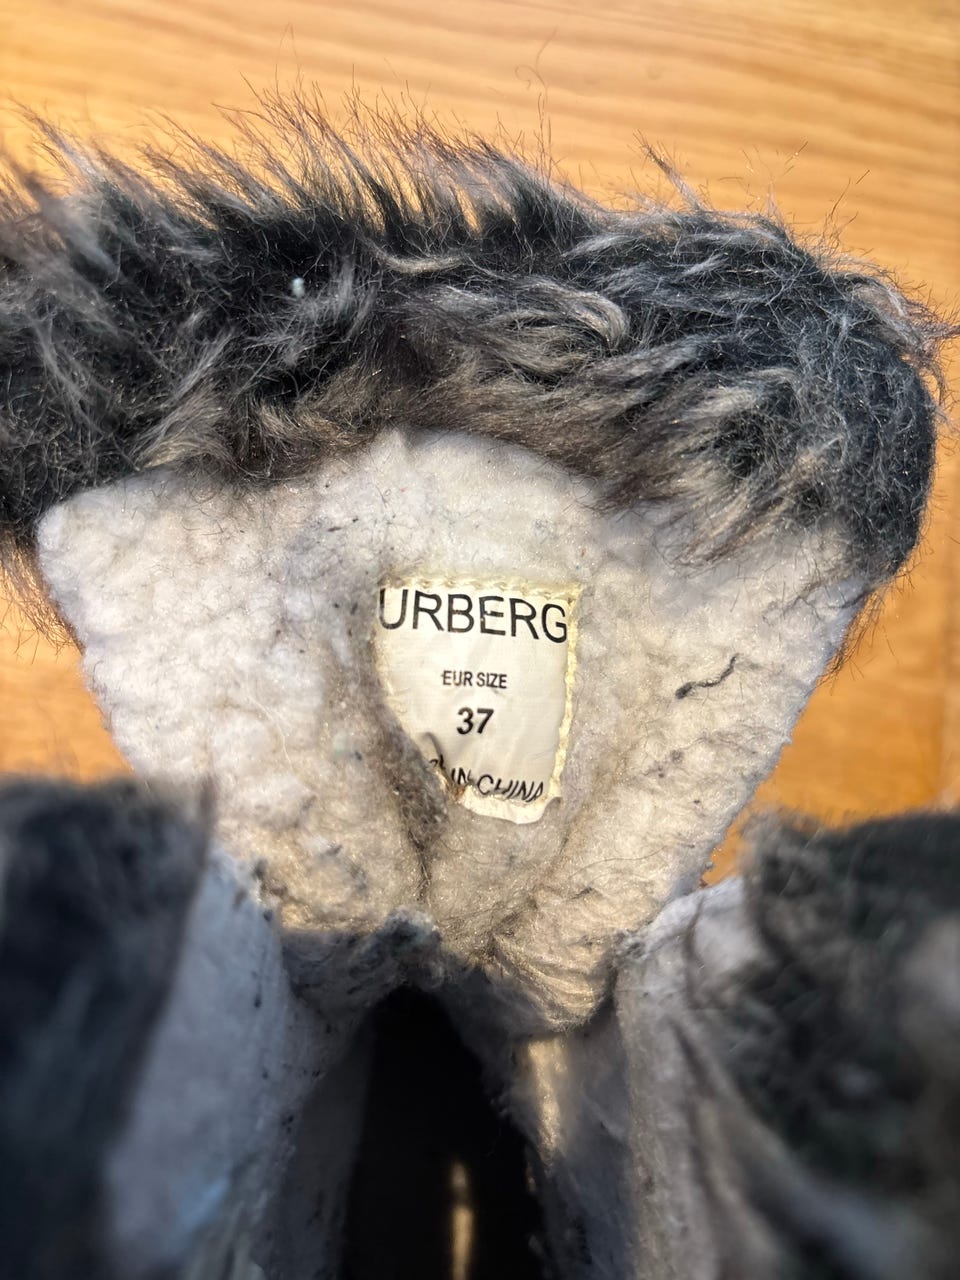 URBERG
EUR SIZE
37
IN CHINA